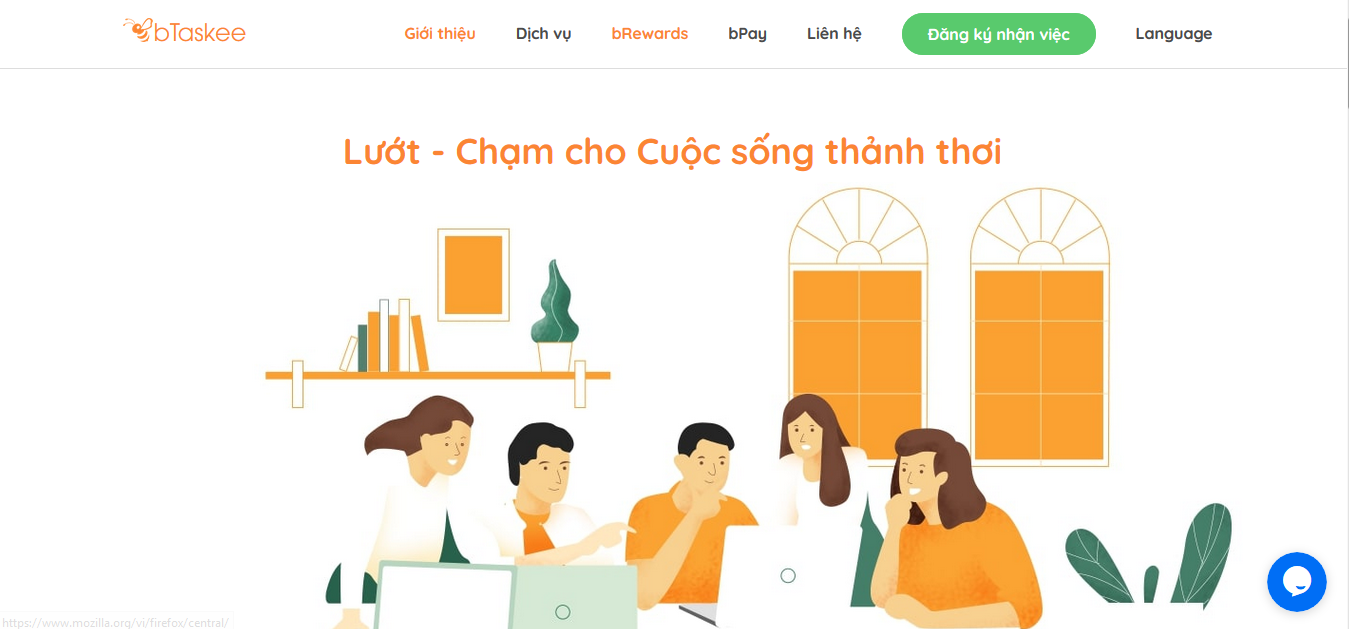 bTaskee
Giới thiệu
Dịch vụ
bRewards
bPay
Liên hệ
Đăng ký nhận việc
Language
Lướt - Chạm cho Cuộc sống thảnh thơi
https://www.mozilla.org/vi/firefox/central/